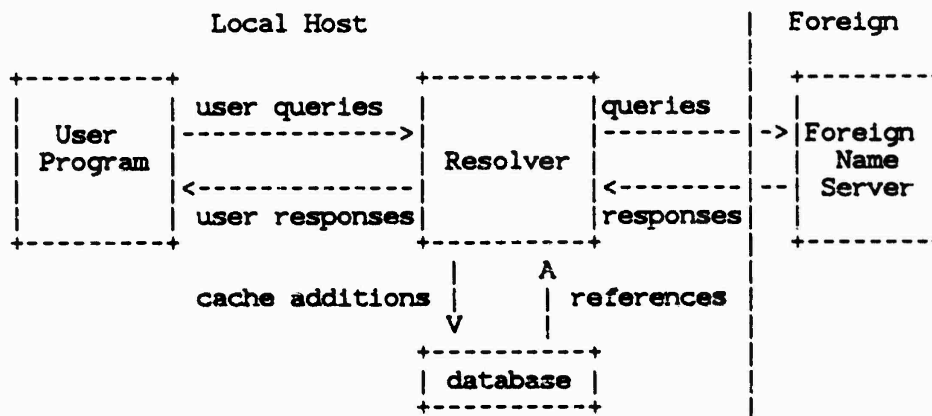 Local Host
Foreign
User
Program
user queries
user responses
Resolver
queries
responses
Foreign
Name
Server
cache additions
A
references
V
database